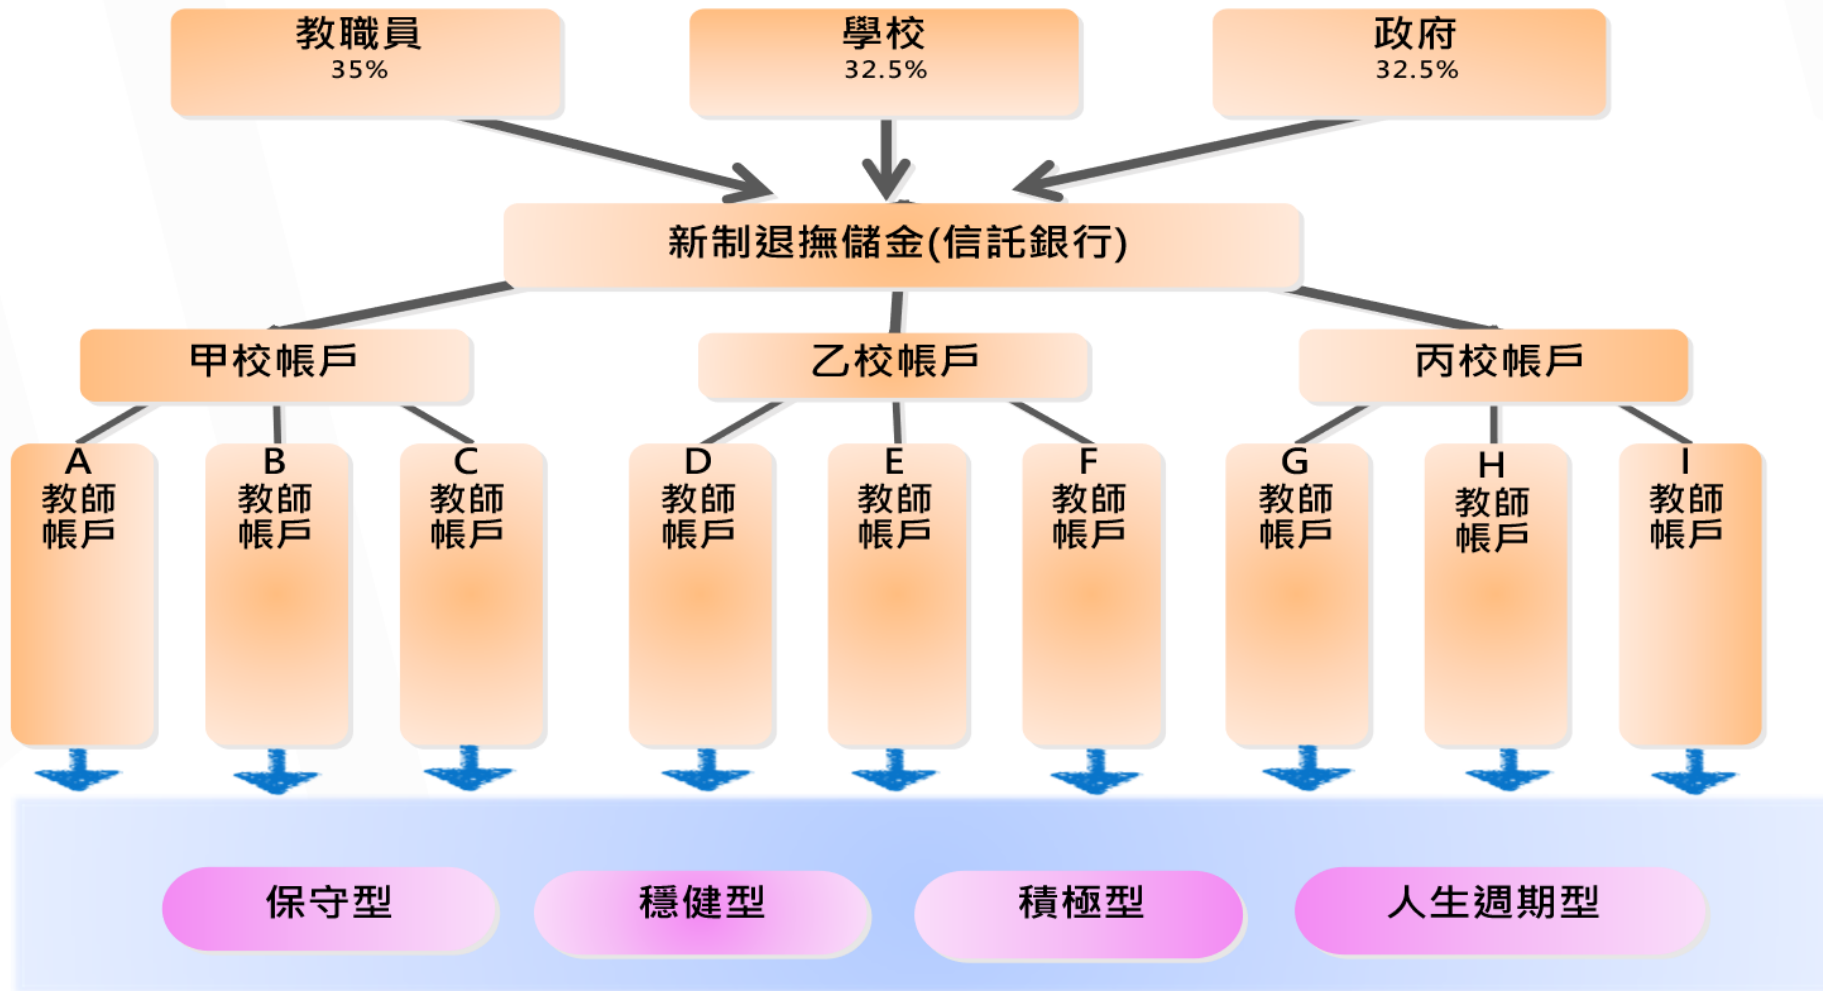 教職員
35%
學校
32.5%
政府
32.5%
新制退撫儲金(信託銀行)
甲校帳戶
乙校帳戶
丙校帳戶
A
教師
帳戶
B
教師
帳戶
C
教師
帳戶
D
教師
帳戶
E
教師
帳戶
F
教師
帳戶
G
教師
帳戶
H
教師
帳戶
I
教師
帳戶
保守型
穩健型
積極型
人生週期型